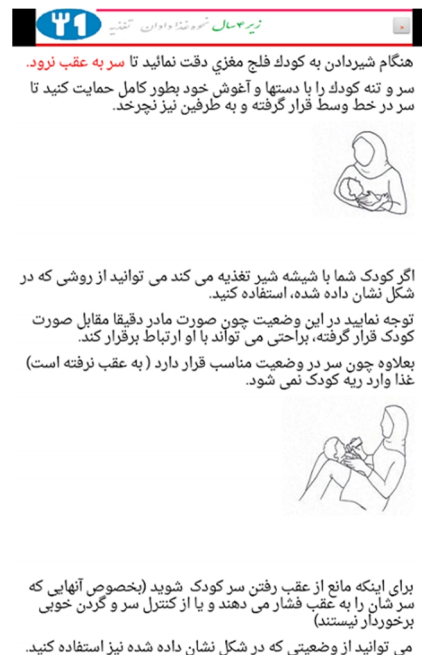 زیر ۴ سال نحوه غذا دادن تغذیه ۳۱
هنگام شیردادن به کودك فلج مغزي دقت نمائید تا سر به عقب نرود.
سر و تنه کودك را با دستها و آغوش خود بطور کامل حمایت کنید تا
سر در خط وسط قرار گرفته و به طرفین نیز نچرخد.
اگر کودک شما با شیشه شیر تغذیه می کند می توانید از روشی که در
شکل نشان داده شده، استفاده کنید.
توجه نمایید در این وضعیت چون صورت مادر دقیقا مقابل صورت
کودک قرار گرفته، براحتی می تواند با او ارتباط برقرار کند.
بعلاوه چون سر در وضعیت مناسب قرار دارد ( به عقب نرفته است)
غذا وارد ریه کودک نمی شود.
برای اینکه مانع از عقب رفتن سر کودک شوید (بخصوص آنهایی که
سر شان را به عقب فشار می دهند و یا از کنترل سر و گردن خوبی
برخوردار نیستند)
می توانید از وضعیتی که در شکل نشان داده شده نیز استفاده کنید.